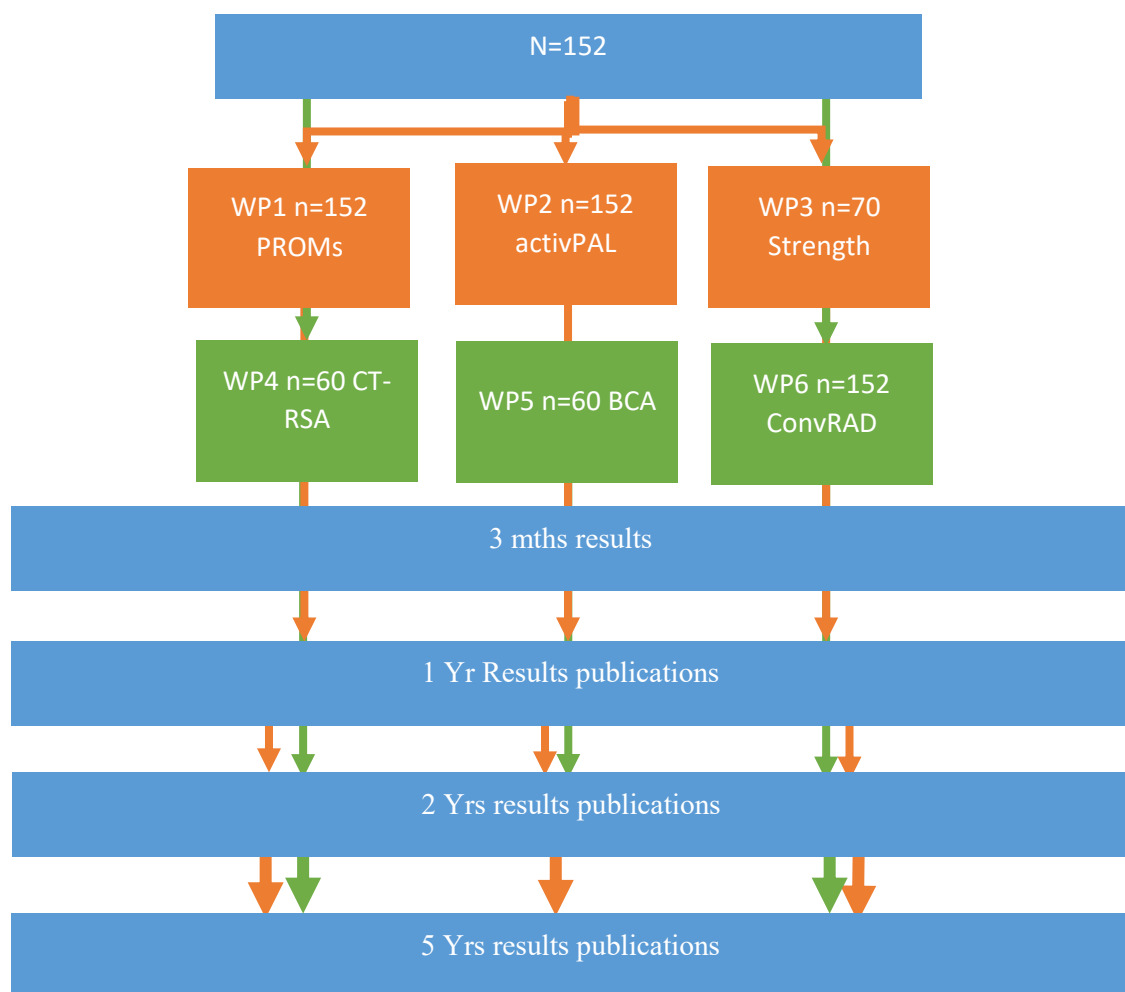 N=152
WP1 n=152
PROMs
WP2 n=152
activPAL
WP3 n=70
Strength
WP4 n=60 CT-
RSA
WP5 n=60 BCA
WP6 n=152
ConvRAD
3 mths results
1 Yr Results publications
2 Yrs results publications
5 Yrs results publications